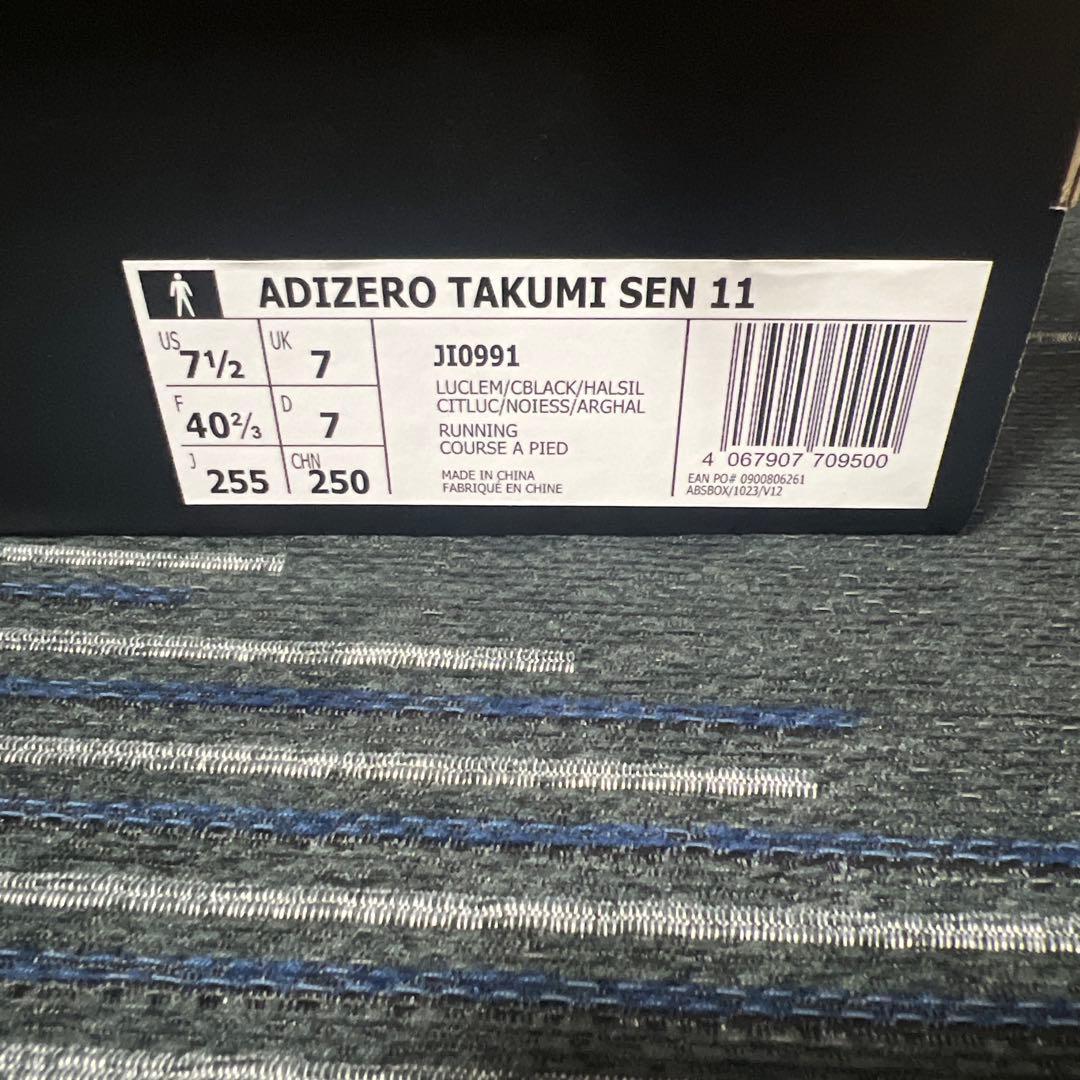 ADIZERO TAKUMI SEN 11
US 7½ UK 7
F 40⅔ D 7
J 255 CHN 250
JI0991
LUCLEM/CBLACK/HALSIL
CITLUC/NOIESS/ARGHAL
RUNNING
COURSE A PIED
MADE IN CHINA
FABRIQUÉ EN CHINE
4 067907 709500
EAN PO# 0900806261
ABSBOX/1023/V12